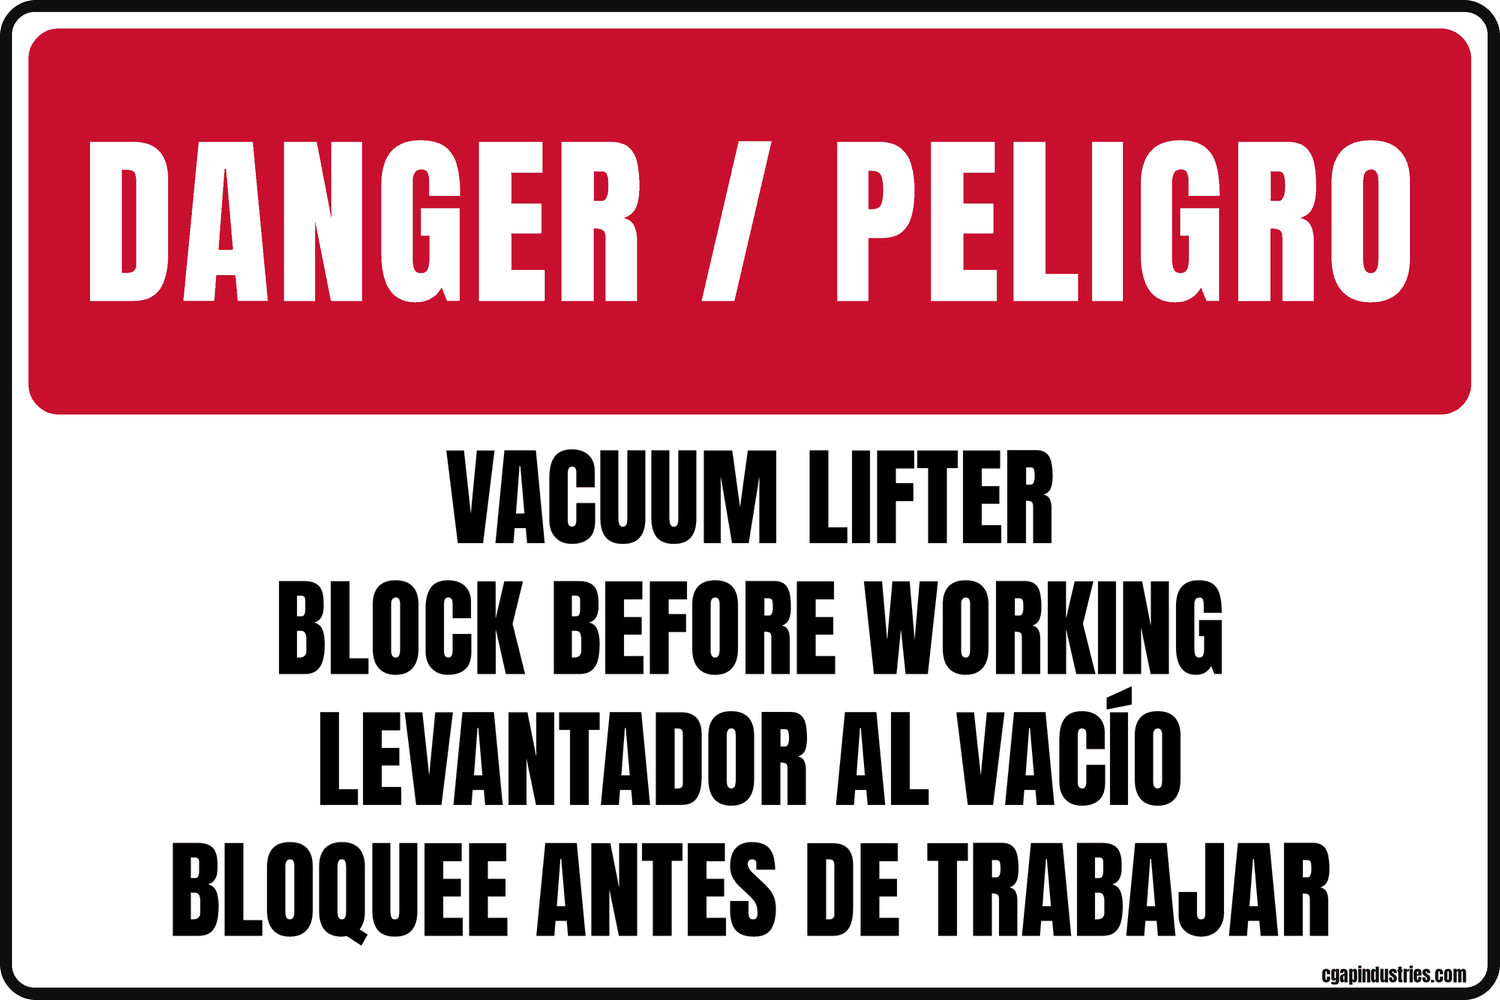 DANGER / PELIGRO
VACUUM LIFTER
BLOCK BEFORE WORKING
LEVANTADOR AL VACÍO
BLOQUEE ANTES DE TRABAJAR
cgapindustries.com